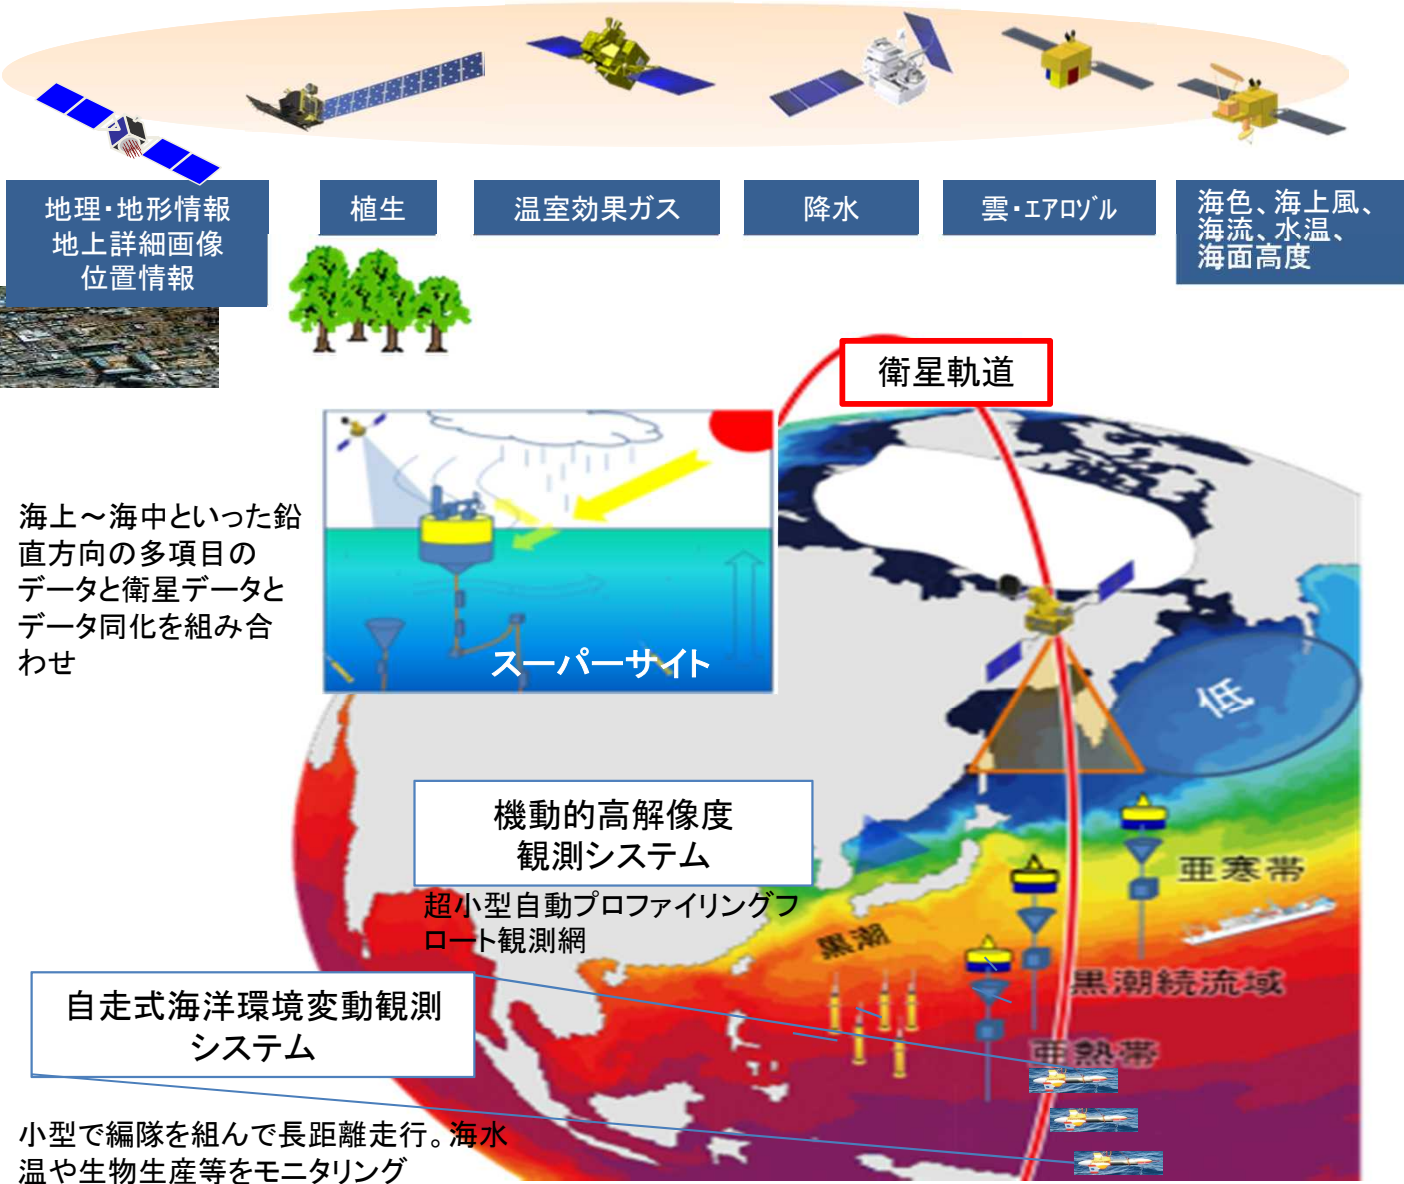 地理・地形情報
地上詳細画像
位置情報
植生
温室効果ガス
降水
雲・ｴｱﾛｿﾞﾙ
海色、海上風、
海流、水温、
海面高度
衛星軌道
海上～海中といった鉛
直方向の多項目の
データと衛星データと
データ同化を組み合
わせ
スーパーサイト
低
機動的高解像度
観測システム
超小型自動プロファイリングフ
ロート観測網
亜寒帯
黒潮
黒潮続流域
亜熱帯
自走式海洋環境変動観測
システム
小型で編隊を組んで長距離走行。海水
温や生物生産等をモニタリング